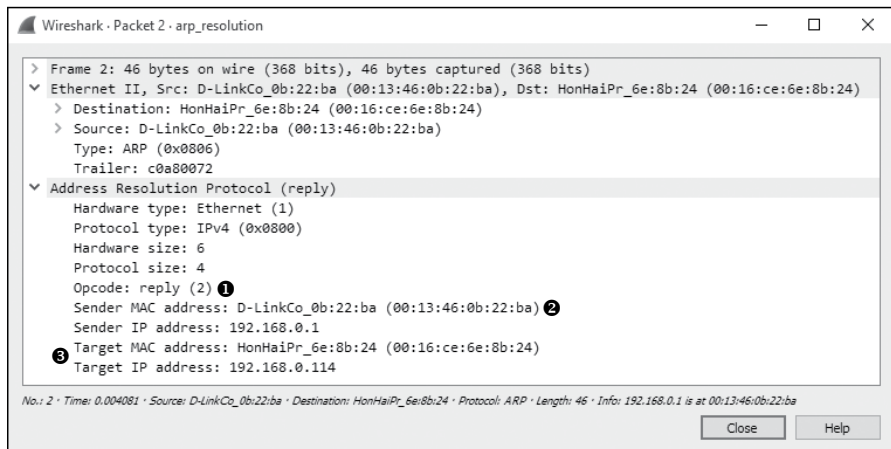 Wireshark · Packet 2 · arp_resolution
> Frame 2: 46 bytes on wire (368 bits), 46 bytes captured (368 bits)
Ethernet II, Src: D-LinkCo_0b:22:ba (00:13:46:0b:22:ba), Dst: HonHaiPr_6e:8b:24 (00:16:ce:6e:8b:24)
> Destination: HonHaiPr_6e:8b:24 (00:16:ce:6e:8b:24)
> Source: D-LinkCo_0b:22:ba (00:13:46:0b:22:ba)
Type: ARP (0x0806)
Trailer: c0a80072
Address Resolution Protocol (reply)
Hardware type: Ethernet (1)
Protocol type: IPv4 (0x0800)
Hardware size: 6
Protocol size: 4
Opcode: reply (2) ❶
Sender MAC address: D-LinkCo_0b:22:ba (00:13:46:0b:22:ba) ❷
Sender IP address: 192.168.0.1
❸ Target MAC address: HonHaiPr_6e:8b:24 (00:16:ce:6e:8b:24)
Target IP address: 192.168.0.114
No.: 2 · Time: 0.004081 · Source: D-LinkCo_0b:22:ba · Destination: HonHaiPr_6e:8b:24 · Protocol: ARP · Length: 46 · Info: 192.168.0.1 is at 00:13:46:0b:22:ba
Close Help